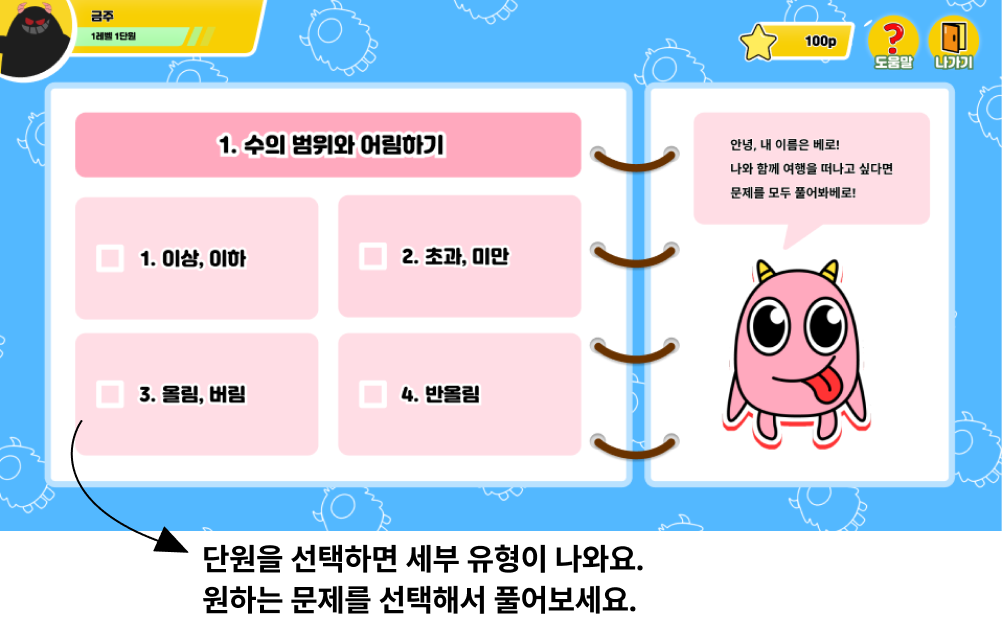 금주
1레벨 1단원
100p
도움말
나가기
1. 수의 범위와 어림하기
1. 이상, 이하
2. 초과, 미만
3. 올림, 버림
4. 반올림
안녕, 내 이름은 베로!
나와 함께 여행을 떠나고 싶다면
문제를 모두 풀어봐베로!
단원을 선택하면 세부 유형이 나와요.
원하는 문제를 선택해서 풀어보세요.